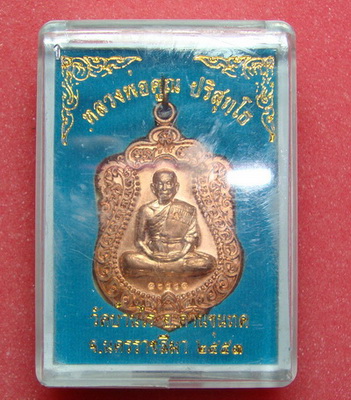 หลวงพ่อคูณ ปริสุทฺโธ
วัดบ้านไร่ อ.ด่านขุนทด
จ.นครราชสีมา ๒๕๕๓